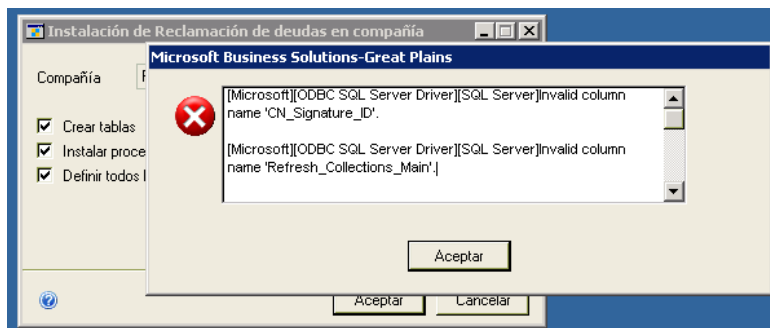 Instalación de Reclamación de deudas en compañía
Microsoft Business Solutions-Great Plains
Compañía
[Microsoft][ODBC SQL Server Driver][SQL Server]Invalid column
name 'CN_Signature_ID'.
[Microsoft][ODBC SQL Server Driver][SQL Server]Invalid column
name 'Refresh_Collections_Main'.
Crear tablas
Instalar proce
Definir todos l
Aceptar
Aceptar
Cancelar